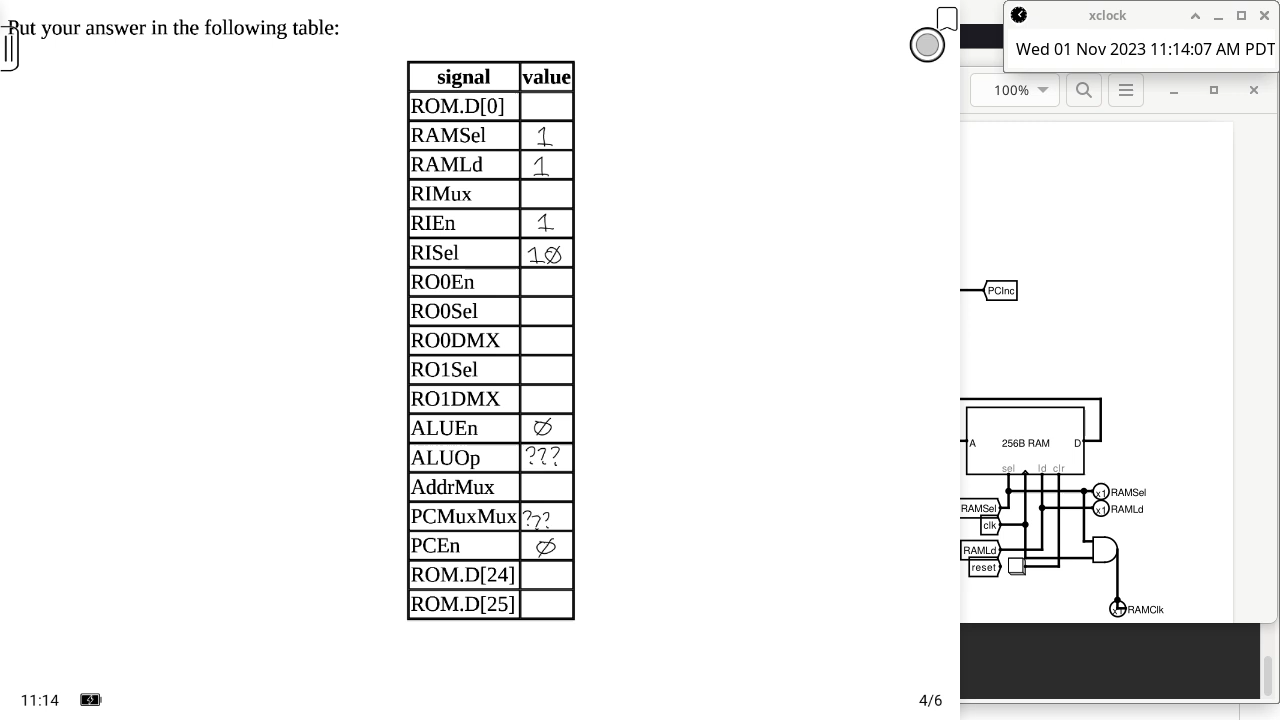 Put your answer in the following table:
signal value
ROM.D[0]
RAMSel 1
RAMLd 1
RIMux
RIEn 1
RISel 10
RO0En
RO0Sel
RO0DMX
RO1Sel
RO1DMX
ALUEn 0
ALUOp ???
AddrMux
PCMuxMux ???
PCEn 0
ROM.D[24]
ROM.D[25]
11:14
4/6
xclock
Wed 01 Nov 2023 11:14:07 AM PDT
100%
PCInc
A 256B RAM D
sel ld clr
x1 RAMSel
RAMSel x1 RAMLd
clk
RAMLd
reset
x1 RAMClk